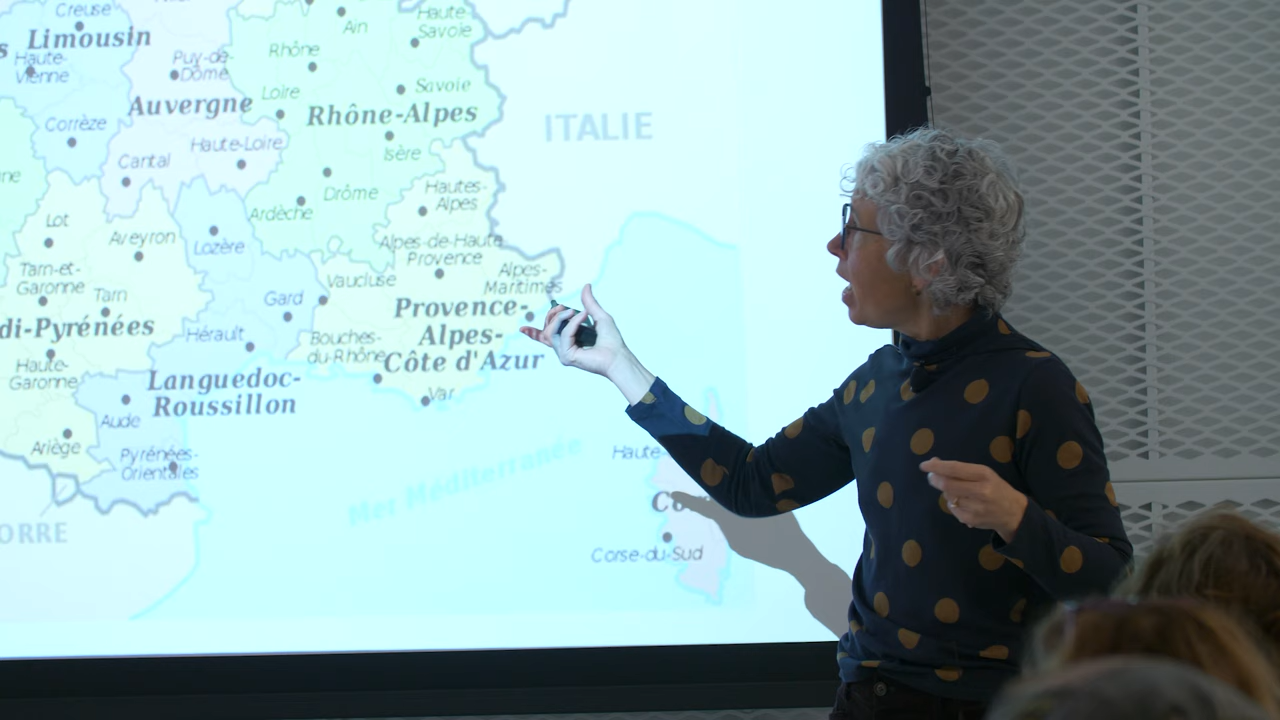 Creuse
Haute-
Savoie
Ain
Limousin
Rhône
Haute-
Vienne
Puy-de-
Dôme
Savoie
Loire
Auvergne
Rhône-Alpes
ITALIE
Corrèze
Haute-Loire
Isère
Cantal
Drôme
Hautes-
Alpes
Ardèche
Lot
Aveyron
Lozère
Alpes-de-Haute
Provence
Tarn-et-
Garonne
Tarn
Vaucluse
Alpes-
Maritimes
Gard
Provence-
Alpes-
Côte d'Azur
di-Pyrénées
Hérault
Bouches-
du-Rhône
Haute-
Garonne
Languedoc-
Roussillon
Var
Aude
Ariège
Pyrénées-
Orientales
Mer Méditerranée
Haute-
Co
ORRE
Corse-du-Sud